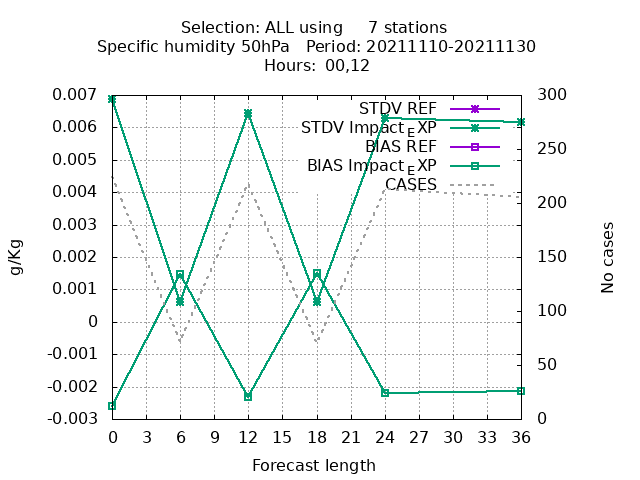 Selection: ALL using 7 stations
Specific humidity 50hPa Period: 20211110-20211130
Hours: 00,12
0.007
0.006
0.005
0.004
0.003
0.002
0.001
0
-0.001
-0.002
-0.003
g/Kg
STDV REF
STDV Impact_EXP
BIAS REF
BIAS Impact_EXP
CASES
300
250
200
150
100
50
0
No cases
0 3 6 9 12 15 18 21 24 27 30 33 36
Forecast length